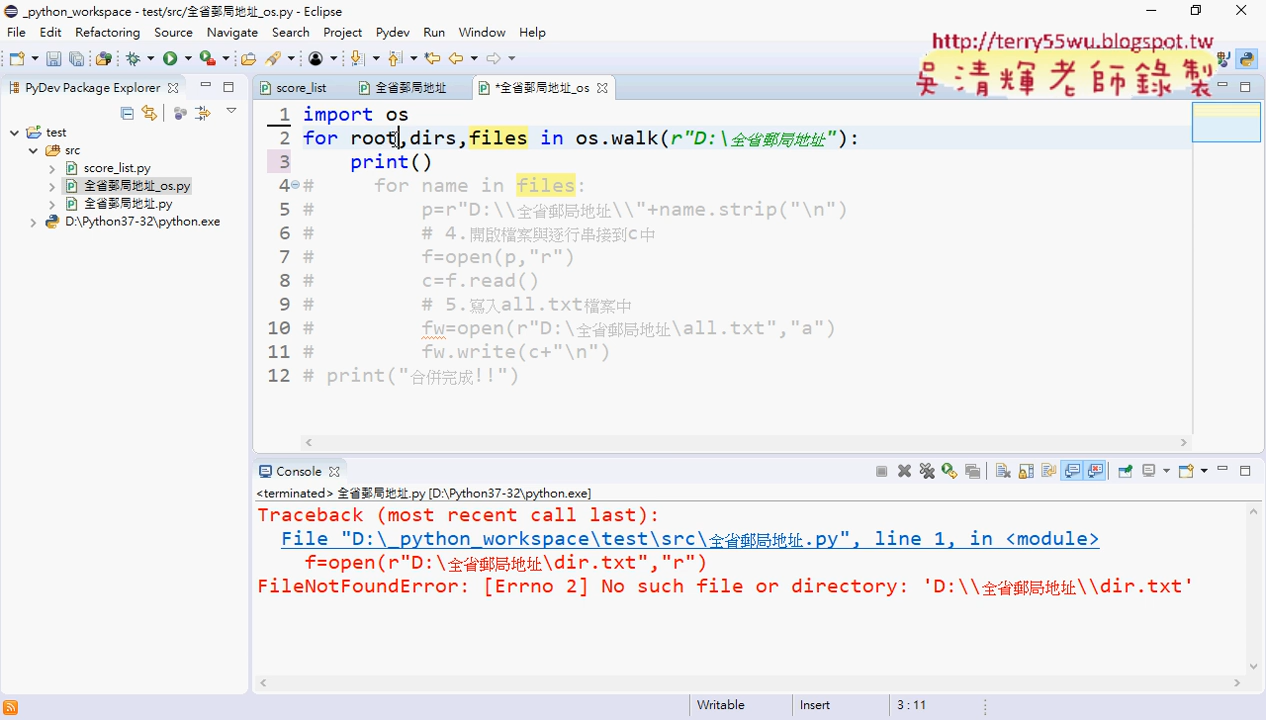 _python_workspace - test/src/全省郵局地址_os.py - Eclipse
File Edit Refactoring Source Navigate Search Project Pydev Run Window Help
http://terry55wu.blogspot.tw
吳清輝老師錄製
PyDev Package Explorer
score_list
全省郵局地址
*全省郵局地址_os
test
src
score_list.py
全省郵局地址_os.py
全省郵局地址.py
D:\Python37-32\python.exe
1 import os
2 for root,dirs,files in os.walk(r"D:\全省郵局地址"):
3 print()
4 # for name in files:
5 # p=r"D:\\全省郵局地址\\"+name.strip("\n")
6 # # 4.開啟檔案與逐行串接到c中
7 # f=open(p,"r")
8 # c=f.read()
9 # # 5.寫入all.txt檔案中
10 # fw=open(r"D:\全省郵局地址\all.txt","a")
11 # fw.write(c+"\n")
12 # print("合併完成!!")
Console
<terminated> 全省郵局地址.py [D:\Python37-32\python.exe]
Traceback (most recent call last):
File "D:\_python_workspace\test\src\全省郵局地址.py", line 1, in <module>
f=open(r"D:\全省郵局地址\dir.txt","r")
FileNotFoundError: [Errno 2] No such file or directory: 'D:\\全省郵局地址\\dir.txt'
Writable Insert 3 : 11